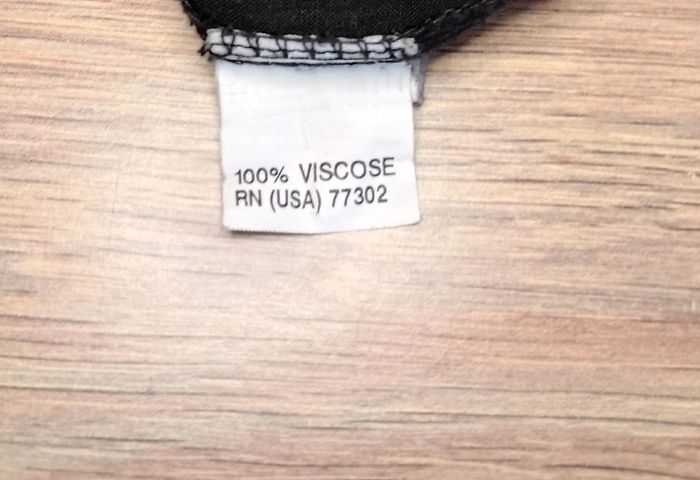 100% VISCOSE
RN (USA) 77302